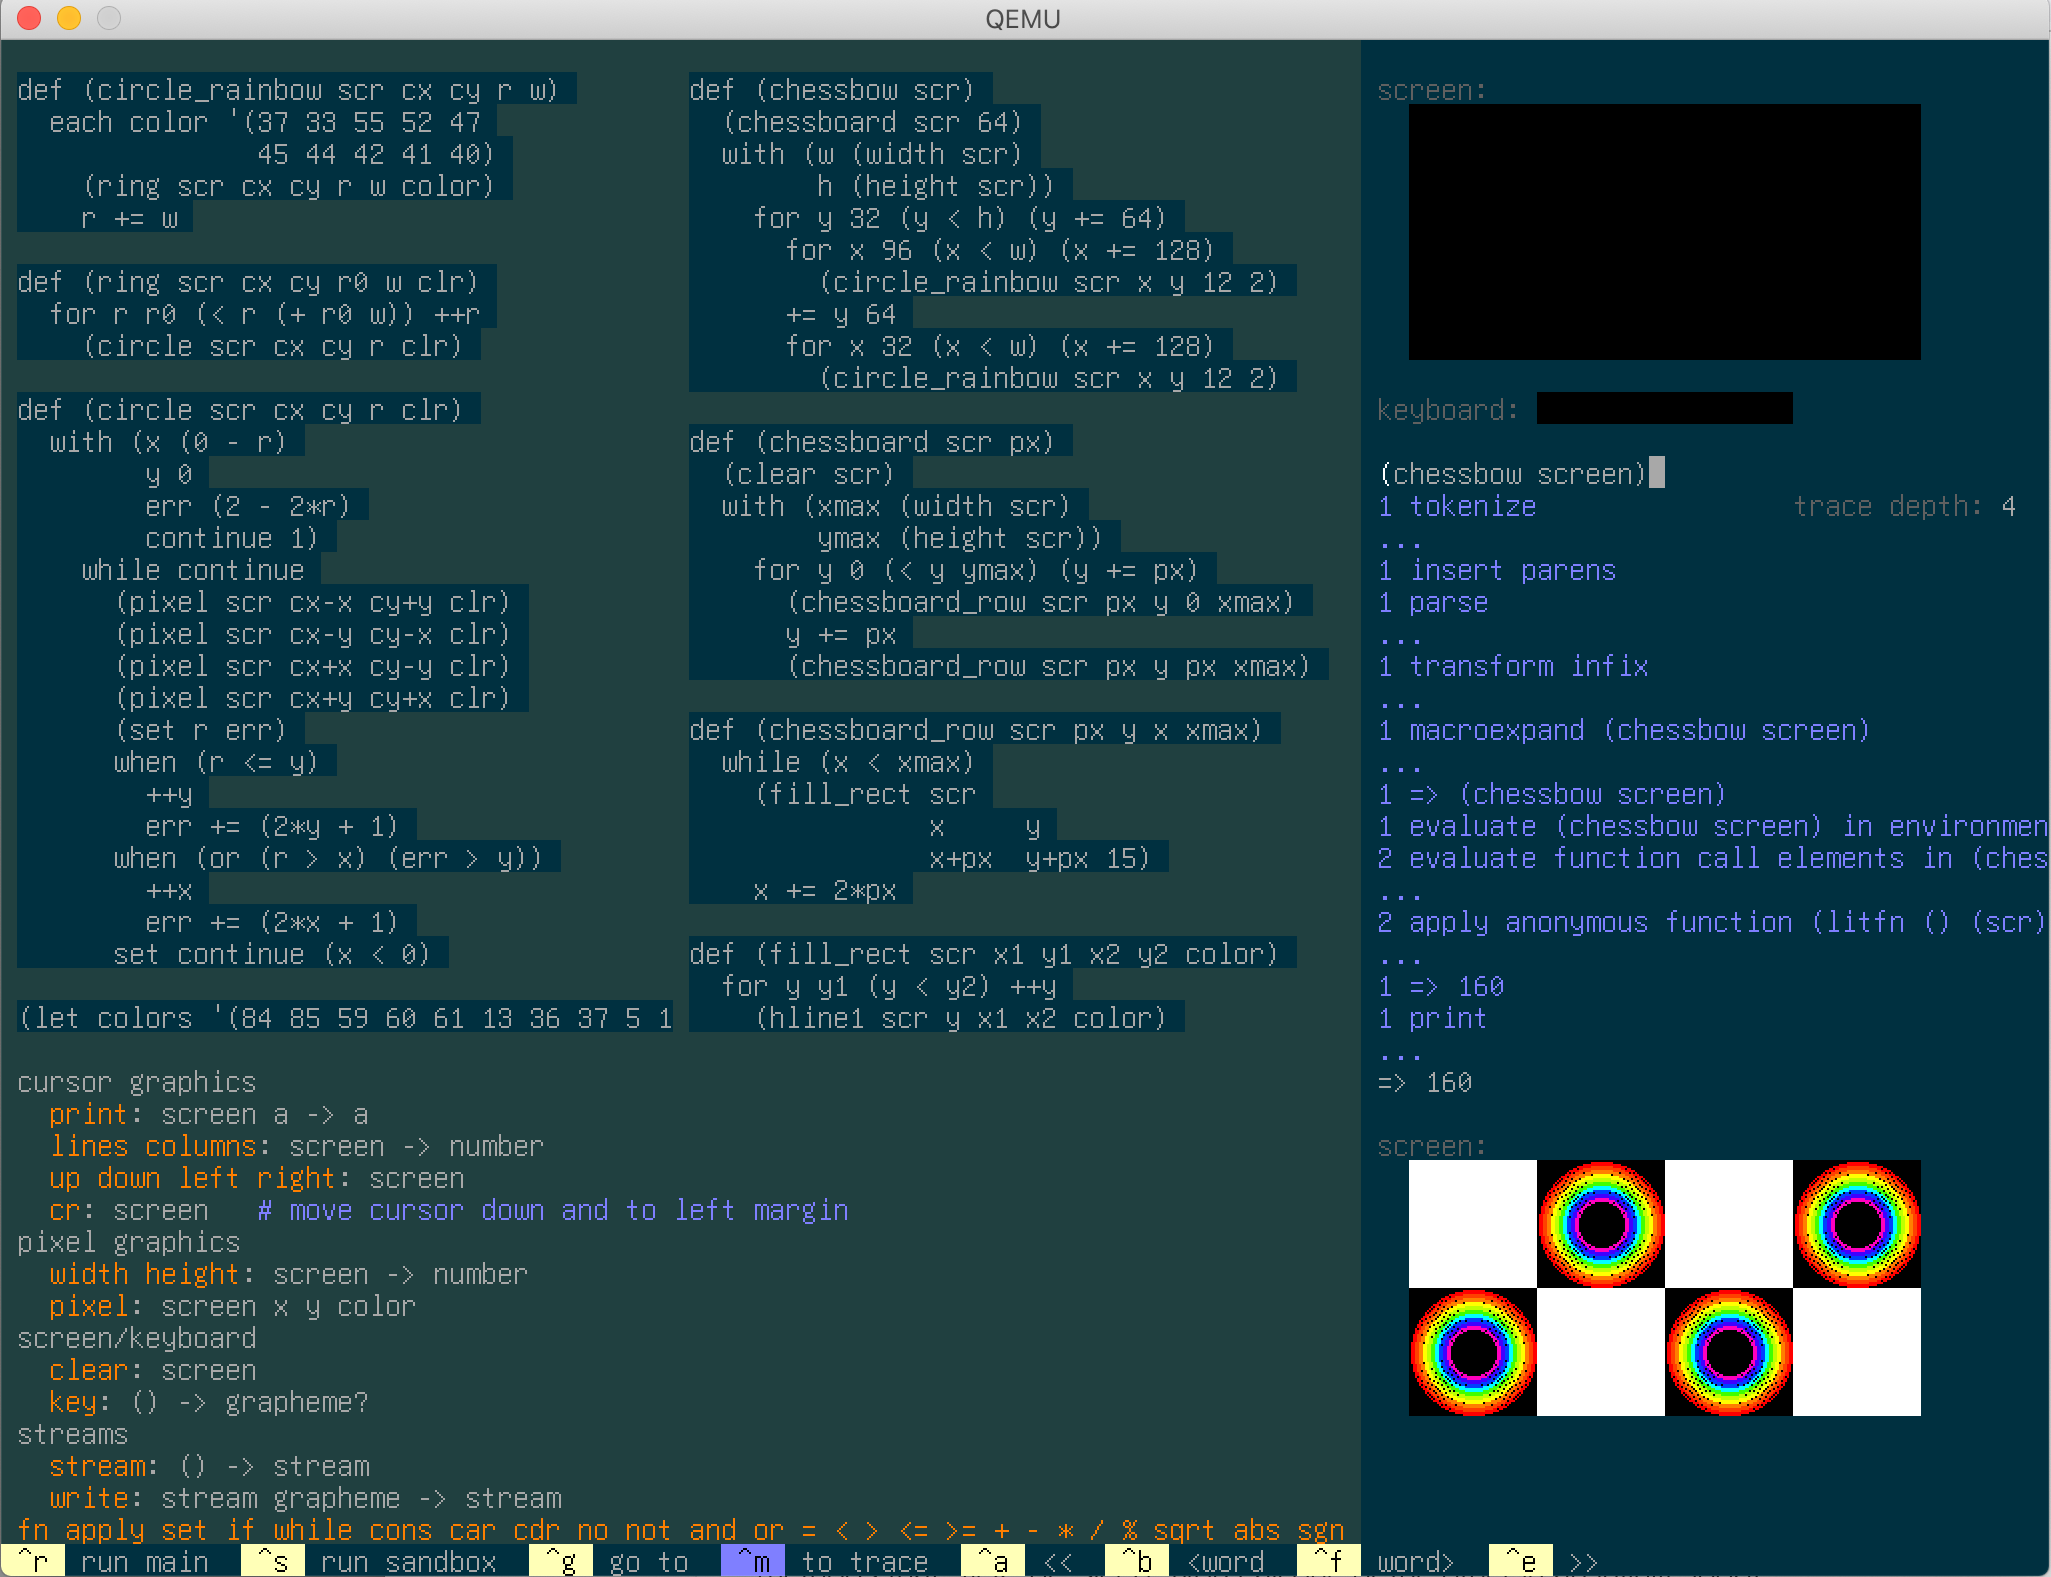 QEMU
def (circle_rainbow scr cx cy r w)
  each color '(37 33 55 52 47
               45 44 42 41 40)
    (ring scr cx cy r w color)
    r += w
def (ring scr cx cy r0 w clr)
  for r r0 (< r (+ r0 w)) ++r
    (circle scr cx cy r clr)
def (circle scr cx cy r clr)
  with (x (0 - r)
        y 0
        err (2 - 2*r)
        continue 1)
    while continue
      (pixel scr cx-x cy+y clr)
      (pixel scr cx-y cy-x clr)
      (pixel scr cx+x cy-y clr)
      (pixel scr cx+y cy+x clr)
      (set r err)
      when (r <= y)
        ++y
        err += (2*y + 1)
      when (or (r > x) (err > y))
        ++x
        err += (2*x + 1)
      set continue (x < 0)
(let colors '(84 85 59 60 61 13 36 37 5 1
def (chessbow scr)
  (chessboard scr 64)
  with (w (width scr)
        h (height scr))
    for y 32 (y < h) (y += 64)
      for x 96 (x < w) (x += 128)
        (circle_rainbow scr x y 12 2)
      += y 64
      for x 32 (x < w) (x += 128)
        (circle_rainbow scr x y 12 2)
def (chessboard scr px)
  (clear scr)
  with (xmax (width scr)
        ymax (height scr))
    for y 0 (< y ymax) (y += px)
      (chessboard_row scr px y 0 xmax)
      y += px
      (chessboard_row scr px y px xmax)
def (chessboard_row scr px y x xmax)
  while (x < xmax)
    (fill_rect scr
               x     y
               x+px  y+px 15)
    x += 2*px
def (fill_rect scr x1 y1 x2 y2 color)
  for y y1 (y < y2) ++y
    (hline1 scr y x1 x2 color)
cursor graphics
  print: screen a -> a
  lines columns: screen -> number
  up down left right: screen
  cr: screen   # move cursor down and to left margin
pixel graphics
  width height: screen -> number
  pixel: screen x y color
screen/keyboard
  clear: screen
  key: () -> grapheme?
streams
  stream: () -> stream
  write: stream grapheme -> stream
fn apply set if while cons car cdr no not and or = < > <= >= + - * / % sqrt abs sgn
screen:
keyboard:
(chessbow screen)
1 tokenize                trace depth: 4
...
1 insert parens
1 parse
...
1 transform infix
...
1 macroexpand (chessbow screen)
...
1 => (chessbow screen)
1 evaluate (chessbow screen) in environmen
2 evaluate function call elements in (ches
...
2 apply anonymous function (litfn () (scr)
...
1 => 160
1 print
...
=> 160
screen:
^r run main ^s run sandbox ^g go to ^m to trace ^a << ^b <word ^f word> ^e >>